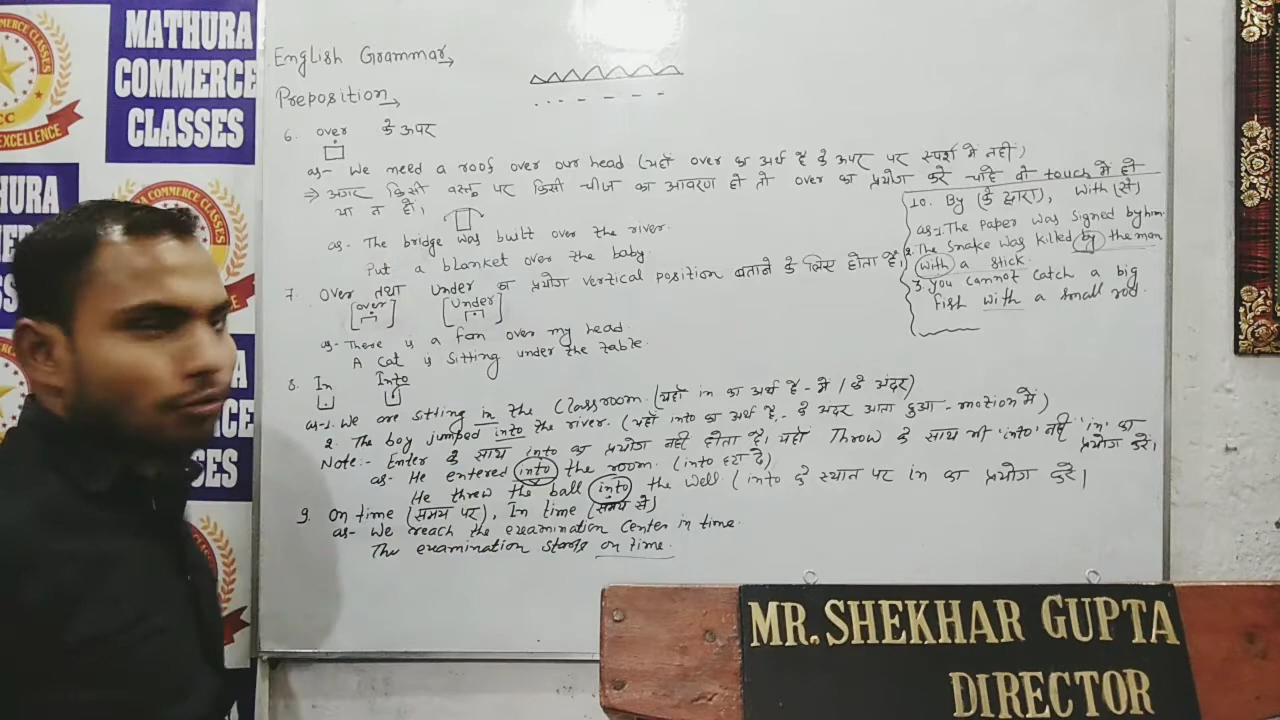 MATHURA
COMMERCE
CLASSES
English Grammar
Preposition
6. over के ऊपर
as- We need a roof over our head (यहाँ over का अर्थ है के ऊपर पर स्पर्श में नहीं)
⇒ अगर किसी वस्तु पर किसी चीज का आवरण हो तो over का प्रयोग करे चाहे वो touch में हो
या न हो।
as- The bridge was built over the river.
Put a blanket over the baby.
7. Over तथा Under का प्रयोग vertical position बताने के लिए होता है।
[over] [Under]
as- There is a fan over my head.
A cat is sitting under the table.
8. In Into
as-1. We are sitting in the classroom. (यहाँ in का अर्थ है - में / के अंदर)
2. The boy jumped into the river. (यहाँ into का अर्थ है - के अंदर आता हुआ - motion में)
Note:- Enter के साथ into का प्रयोग नहीं होता है। यहाँ Throw के साथ भी 'into' नहीं 'in' का
प्रयोग करें।
as- He entered into the room. (into हटा दे)
He threw the ball into the well (into के स्थान पर in का प्रयोग करे।
9. On time (समय पर), In time (समय से)
as- We reach the exeamination center in time.
The exeamination starts on time.
10. By (के द्वारा), With (से)
as-1. The paper was signed by him.
2. The snake was killed by the man
with a stick.
3. You cannot catch a big
fish with a small rod.
COMMERCE CLASSES
CC
EXCELLENCE
HURA
MR. SHEKHAR GUPTA
DIRECTOR